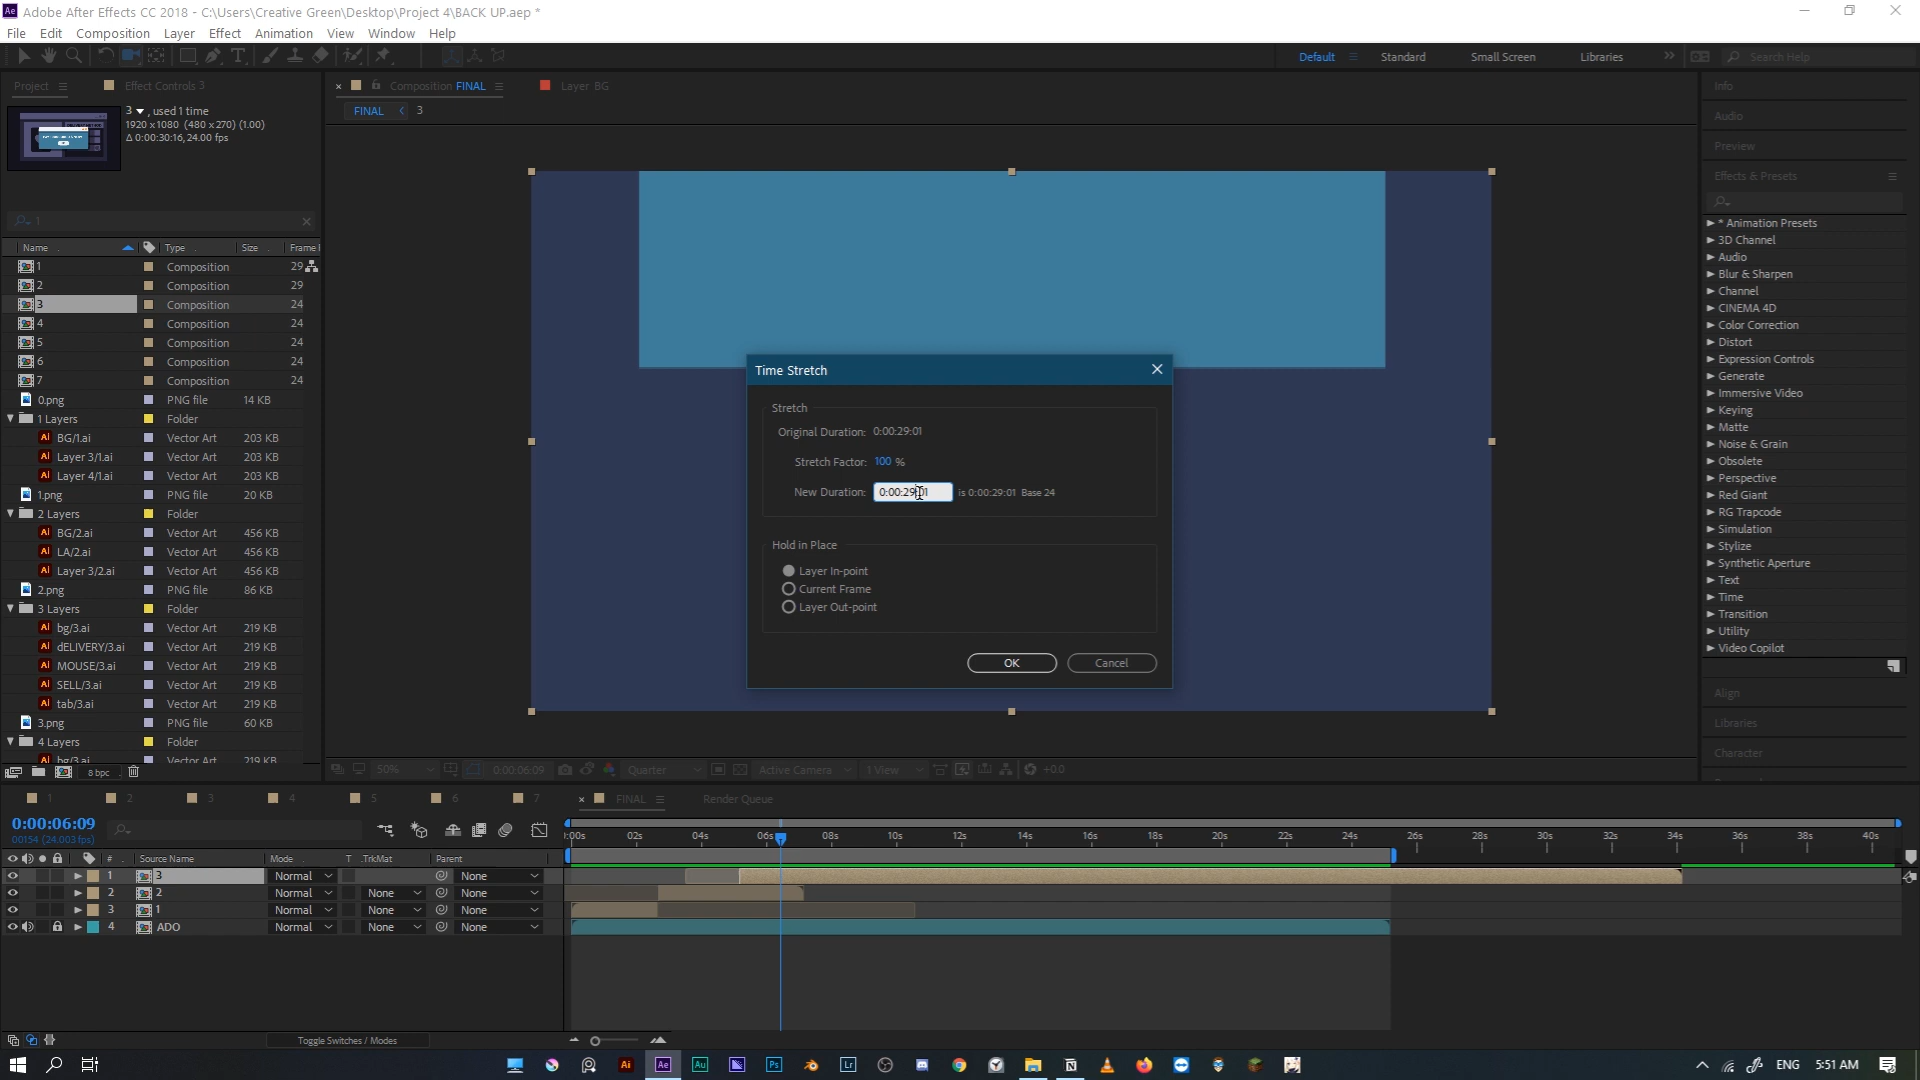 Adobe After Effects CC 2018 - C:\Users\Creative Green\Desktop\Project 4\BACK UP.aep *
File Edit Composition Layer Effect Animation View Window Help
Default Standard Small Screen Libraries Search Help
Project Effect Controls 3
Composition FINAL Layer BG
FINAL 3
3 , used 1 time
1920 x1080 (480 x270) (1.00)
Δ 0:00:30:16, 24.00 fps
1
Name Type Size Frame
1 Composition 29
2 Composition 29
3 Composition 24
4 Composition 24
5 Composition 24
6 Composition 24
7 Composition 24
0.png PNG file 14 KB
1 Layers Folder
BG/1.ai Vector Art 203 KB
Layer 3/1.ai Vector Art 203 KB
Layer 4/1.ai Vector Art 203 KB
1.png PNG file 20 KB
2 Layers Folder
BG/2.ai Vector Art 456 KB
LA/2.ai Vector Art 456 KB
Layer 3/2.ai Vector Art 456 KB
2.png PNG file 86 KB
3 Layers Folder
bg/3.ai Vector Art 219 KB
dELIVERY/3.ai Vector Art 219 KB
MOUSE/3.ai Vector Art 219 KB
SELL/3.ai Vector Art 219 KB
tab/3.ai Vector Art 219 KB
3.png PNG file 60 KB
4 Layers Folder
bg/3.ai Vector Art 219 KB
8 bpc
Time Stretch
Stretch
Original Duration: 0:00:29:01
Stretch Factor: 100 %
New Duration: 0:00:29:01 is 0:00:29:01 Base 24
Hold in Place
Layer In-point
Current Frame
Layer Out-point
OK Cancel
Info
Audio
Preview
Effects & Presets
* Animation Presets
3D Channel
Audio
Blur & Sharpen
Channel
CINEMA 4D
Color Correction
Distort
Expression Controls
Generate
Immersive Video
Keying
Matte
Noise & Grain
Obsolete
Perspective
Red Giant
RG Trapcode
Simulation
Stylize
Synthetic Aperture
Text
Time
Transition
Utility
Video Copilot
Align
Libraries
Character
50% 0:00:06:09 Quarter Active Camera 1 View +0.0
1 2 3 4 5 6 7 FINAL Render Queue
0:00:06:09
00154 (24.003 fps)
:00s 02s 04s 06s 08s 10s 12s 14s 16s 18s 20s 22s 24s 26s 28s 30s 32s 34s 36s 38s 40s
# Source Name Mode T .TrkMat Parent
1 3 Normal None
2 2 Normal None None
3 1 Normal None None
4 ADO Normal None None
Toggle Switches / Modes
Ai Ae Au Ps Lr ENG 5:51 AM